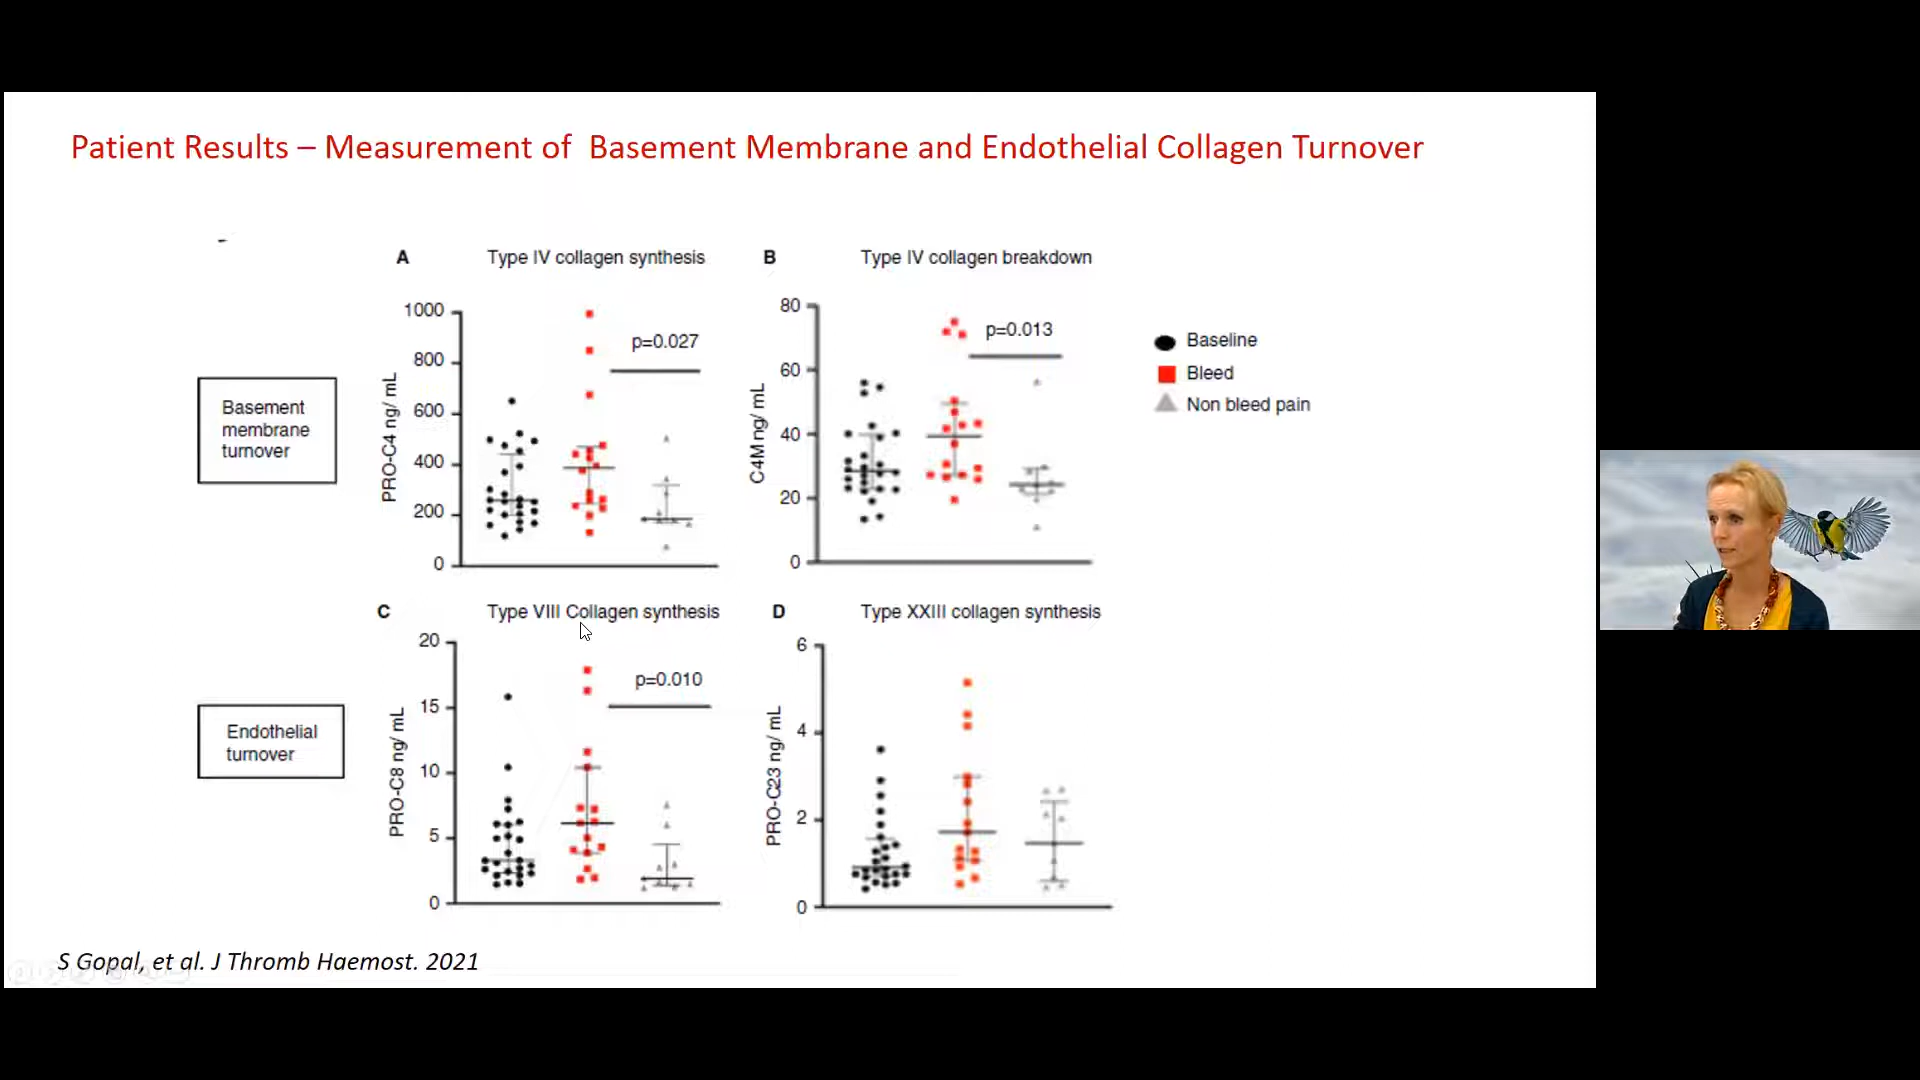 Patient Results – Measurement of Basement Membrane and Endothelial Collagen Turnover
A Type IV collagen synthesis
B Type IV collagen breakdown
1000
800
600
400
200
0
PRO-C4 ng/ mL
p=0.027
80
60
40
20
0
C4M ng/ mL
p=0.013
Baseline
Bleed
Non bleed pain
Basement
membrane
turnover
C Type VIII Collagen synthesis
D Type XXIII collagen synthesis
20
15
10
5
0
PRO-C8 ng/ mL
p=0.010
6
4
2
0
PRO-C23 ng/ mL
Endothelial
turnover
S Gopal, et al. J Thromb Haemost. 2021